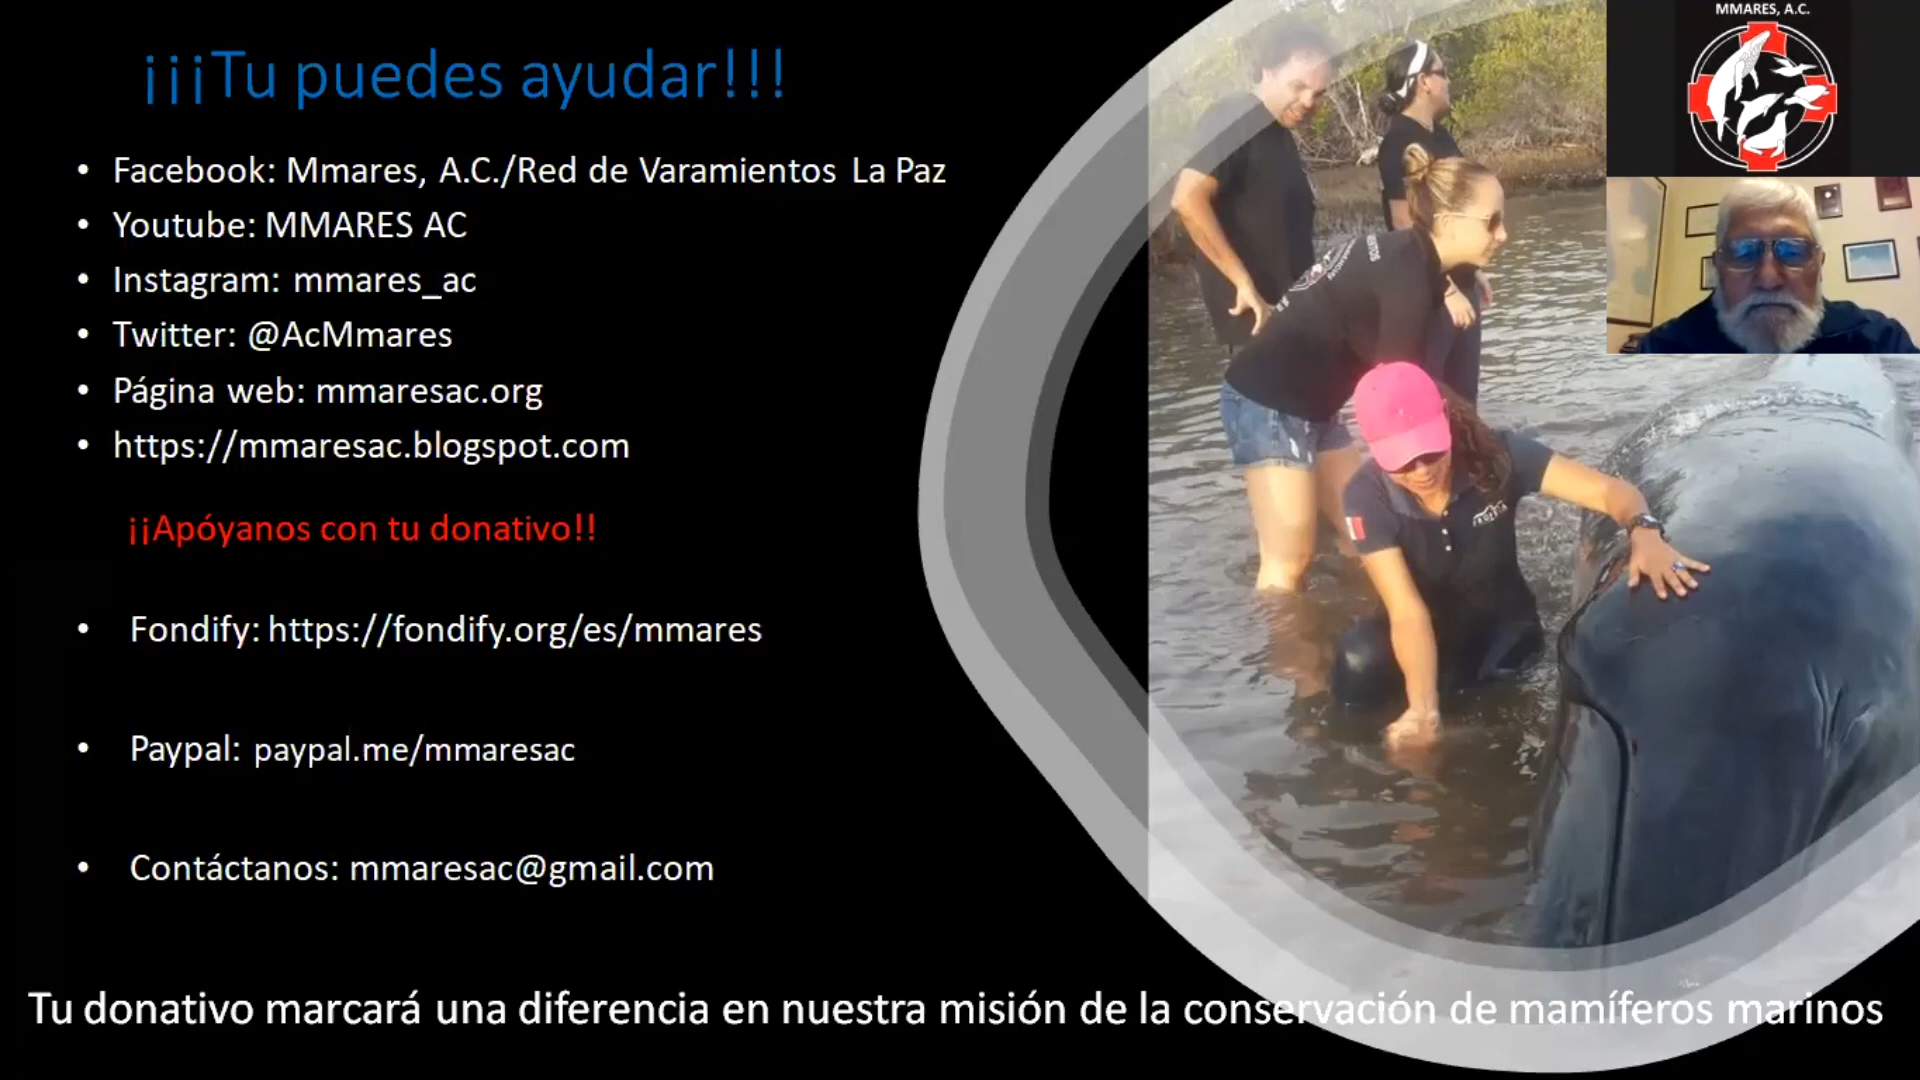 ¡¡¡Tu puedes ayudar!!!
MMARES, A.C.
• Facebook: Mmares, A.C./Red de Varamientos La Paz
• Youtube: MMARES AC
• Instagram: mmares_ac
• Twitter: @AcMmares
• Página web: mmaresac.org
• https://mmaresac.blogspot.com
¡¡Apóyanos con tu donativo!!
• Fondify: https://fondify.org/es/mmares
• Paypal: paypal.me/mmaresac
• Contáctanos: mmaresac@gmail.com
Tu donativo marcará una diferencia en nuestra misión de la conservación de mamíferos marinos